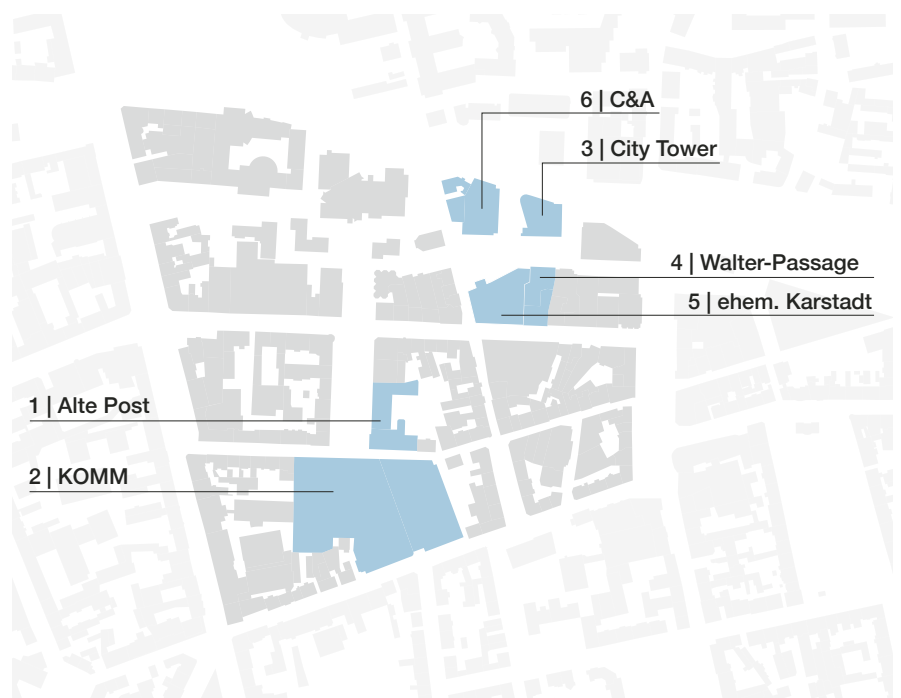 6 | C&A
3 | City Tower
4 | Walter-Passage
5 | ehem. Karstadt
1 | Alte Post
2 | KOMM